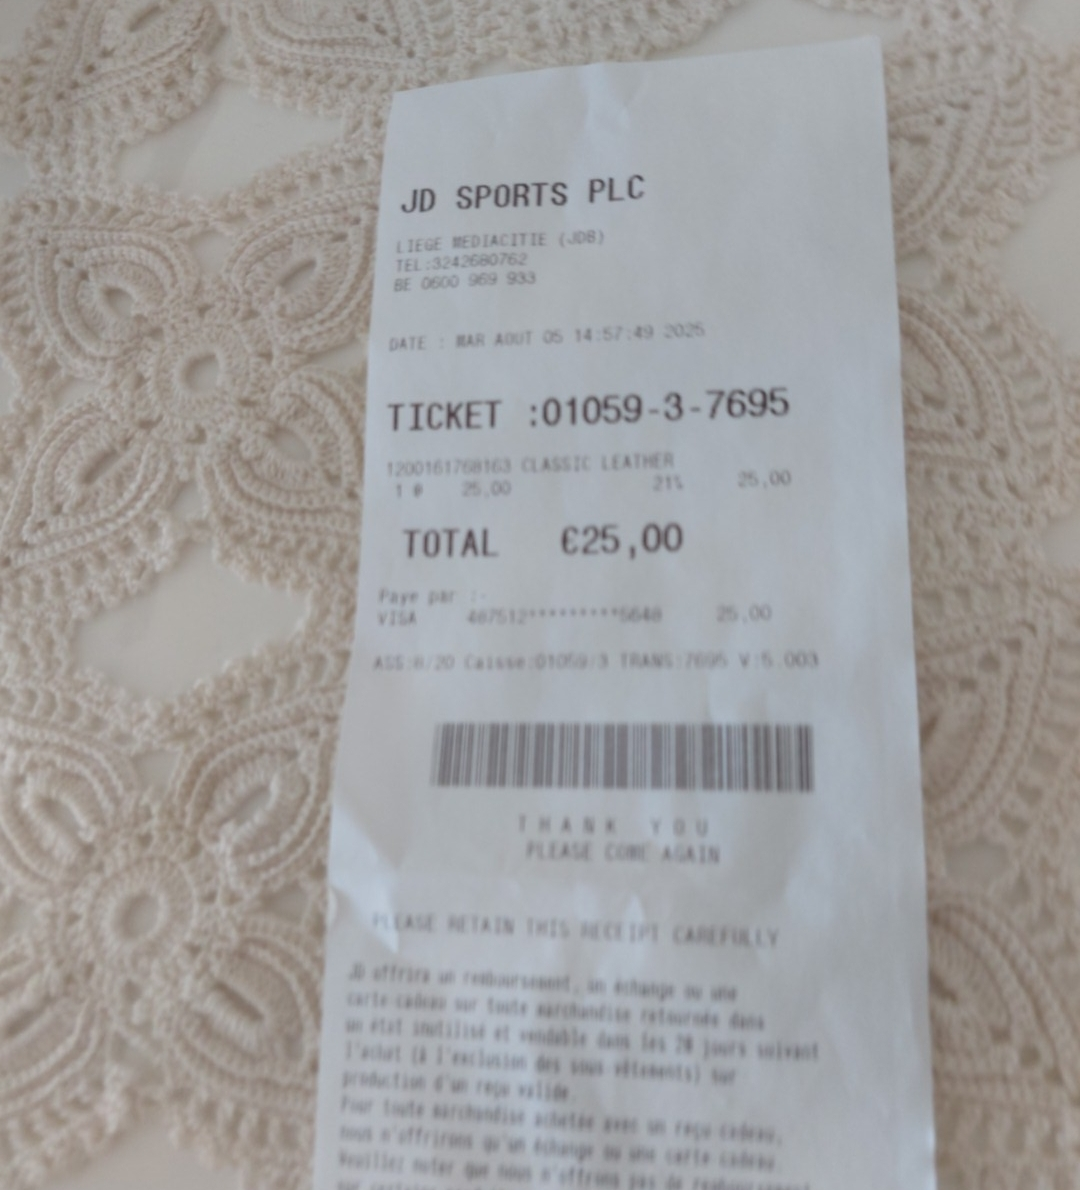 JD SPORTS PLC
LIEGE MEDIACITIE (JDB)
TEL:3242680762
BE 0600 969 933
DATE : MAR AOUT 05 14:57:49 2025
TICKET :01059-3-7695
1200161768163 CLASSIC LEATHER
1 @ 25,00 21% 25,00
TOTAL €25,00
Paye par :-
VISA 487512*********5648 25,00
ASS:8/20 Caisse:01059/3 TRANS:7695 V:5.003
THANK YOU
PLEASE COME AGAIN
PLEASE RETAIN THIS RECEIPT CAREFULLY
JD offrira un remboursement, un échange ou une
carte-cadeau sur toute marchandise retournée dans
un état inutilisé et vendable dans les 28 jours suivant
l'achat (à l'exclusion des sous-vêtements) sur
production d'un reçu valide.
Pour toute marchandise achetée avec un reçu cadeau,
nous n'offrirons qu'un échange ou une carte cadeau.
Veuillez noter que nous n'offrons pas de remboursement